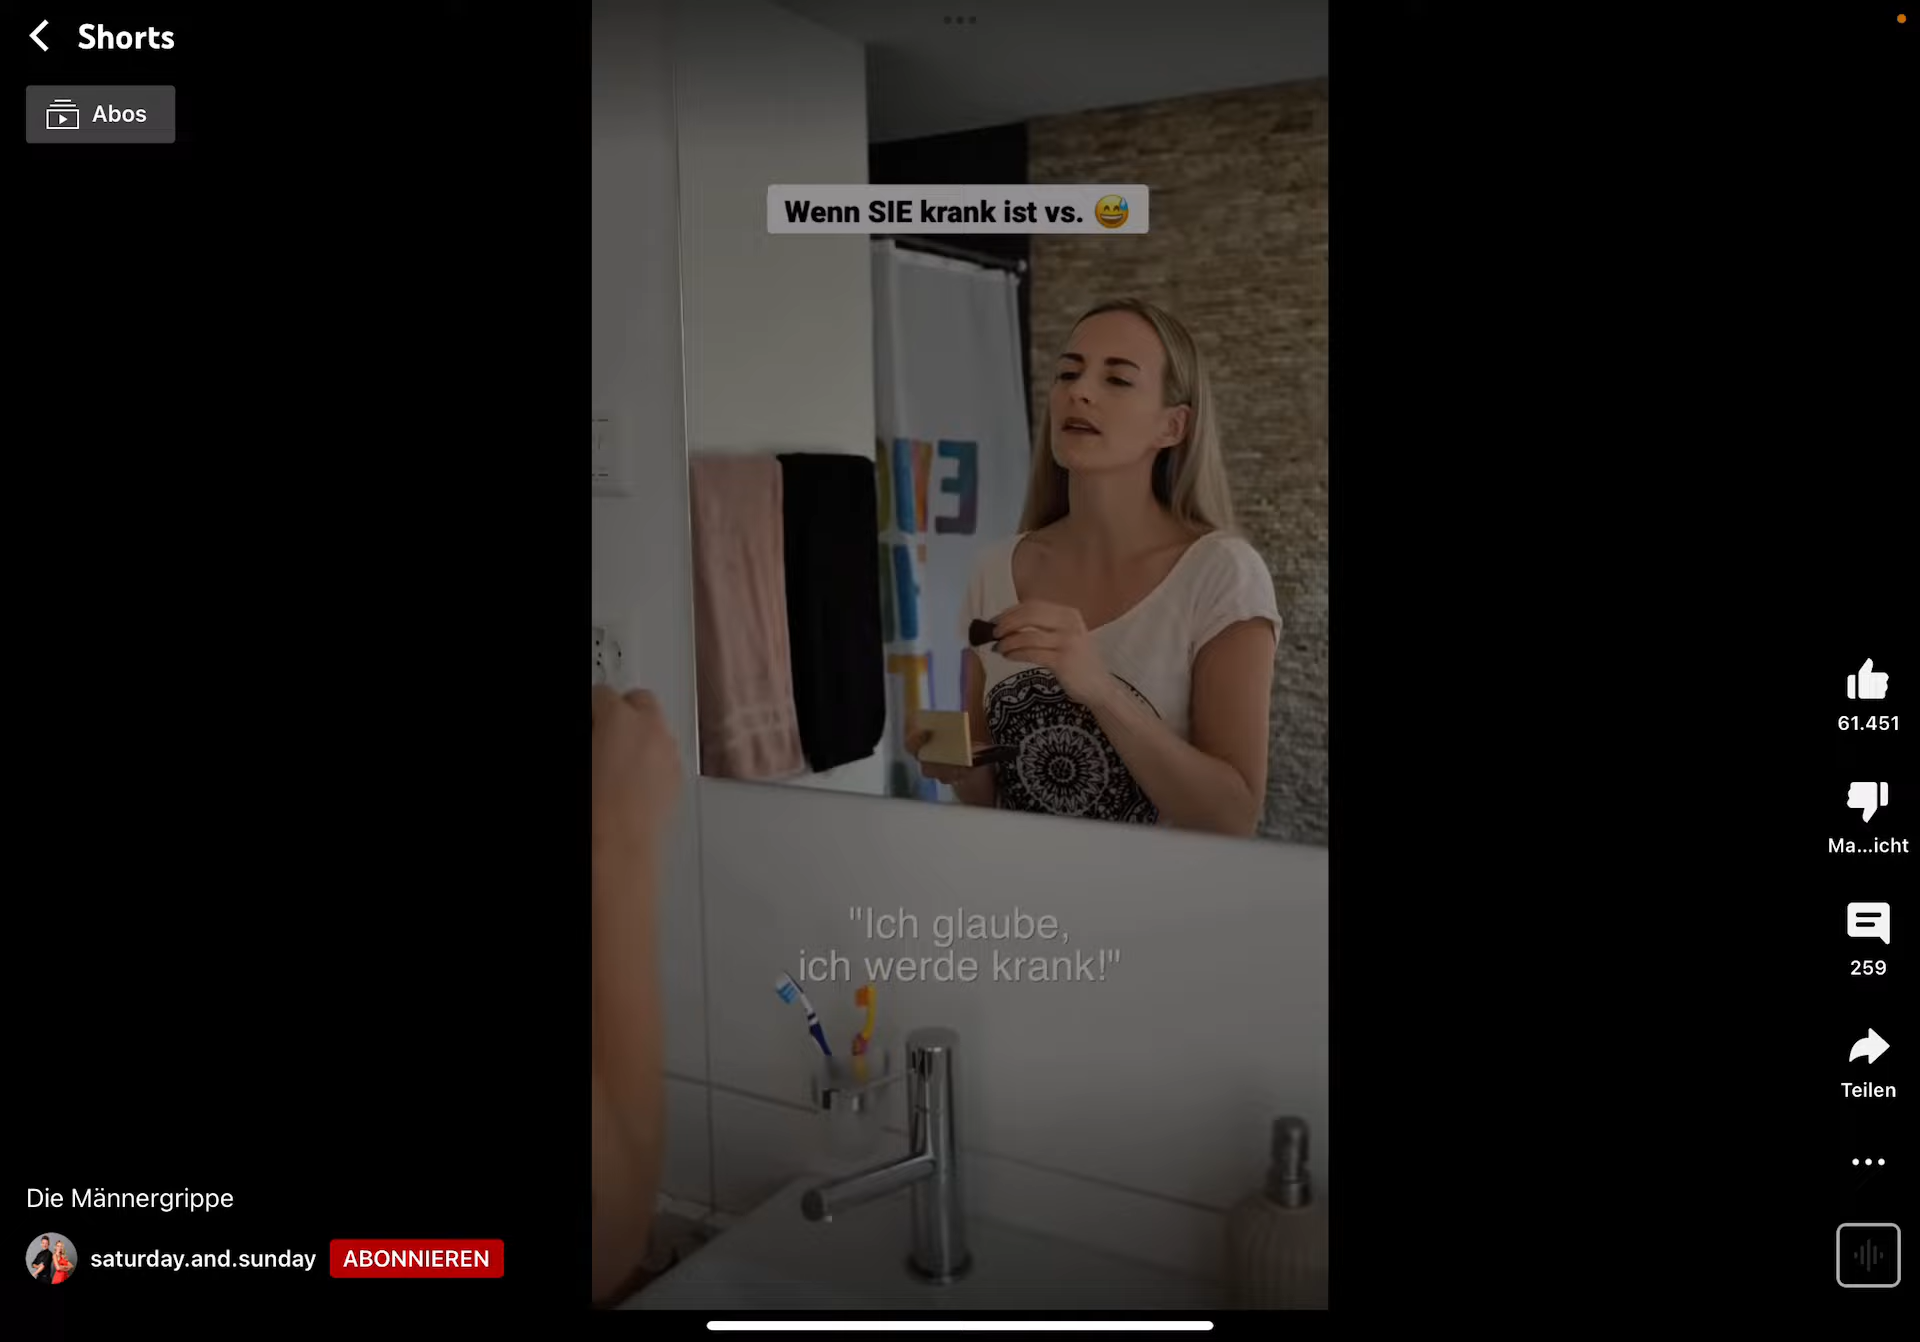 Shorts
Abos
Wenn SIE krank ist vs. 😅
"Ich glaube,
ich werde krank!"
61.451
Ma...icht
259
Teilen
Die Männergrippe
saturday.and.sunday
ABONNIEREN